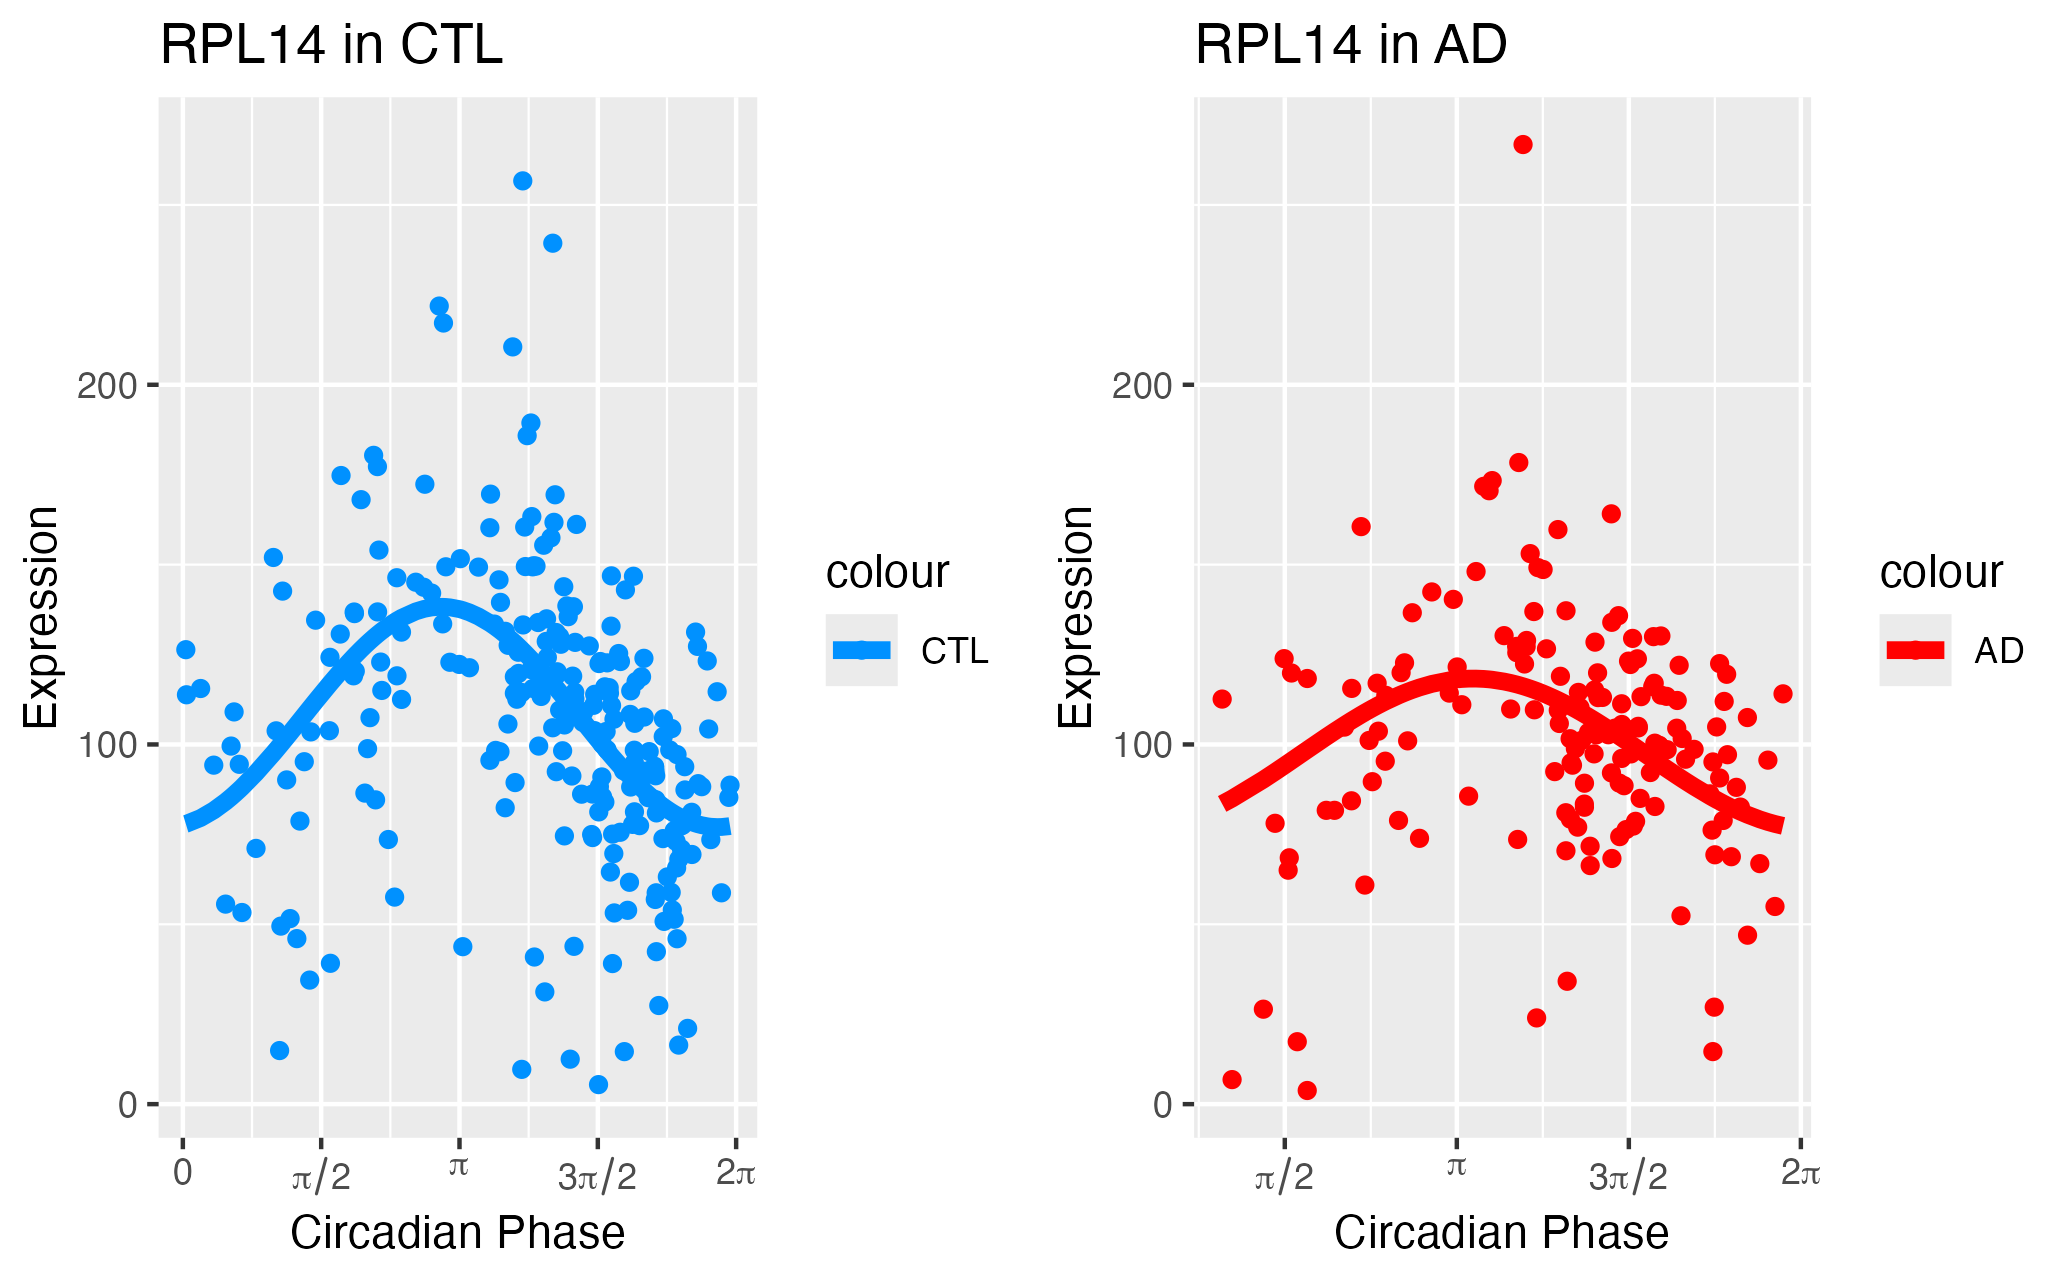 RPL14 in CTL
Expression
200
100
0
0 π/2 π 3π/2 2π
Circadian Phase
colour
CTL
RPL14 in AD
Expression
200
100
0
π/2 π 3π/2 2π
Circadian Phase
colour
AD